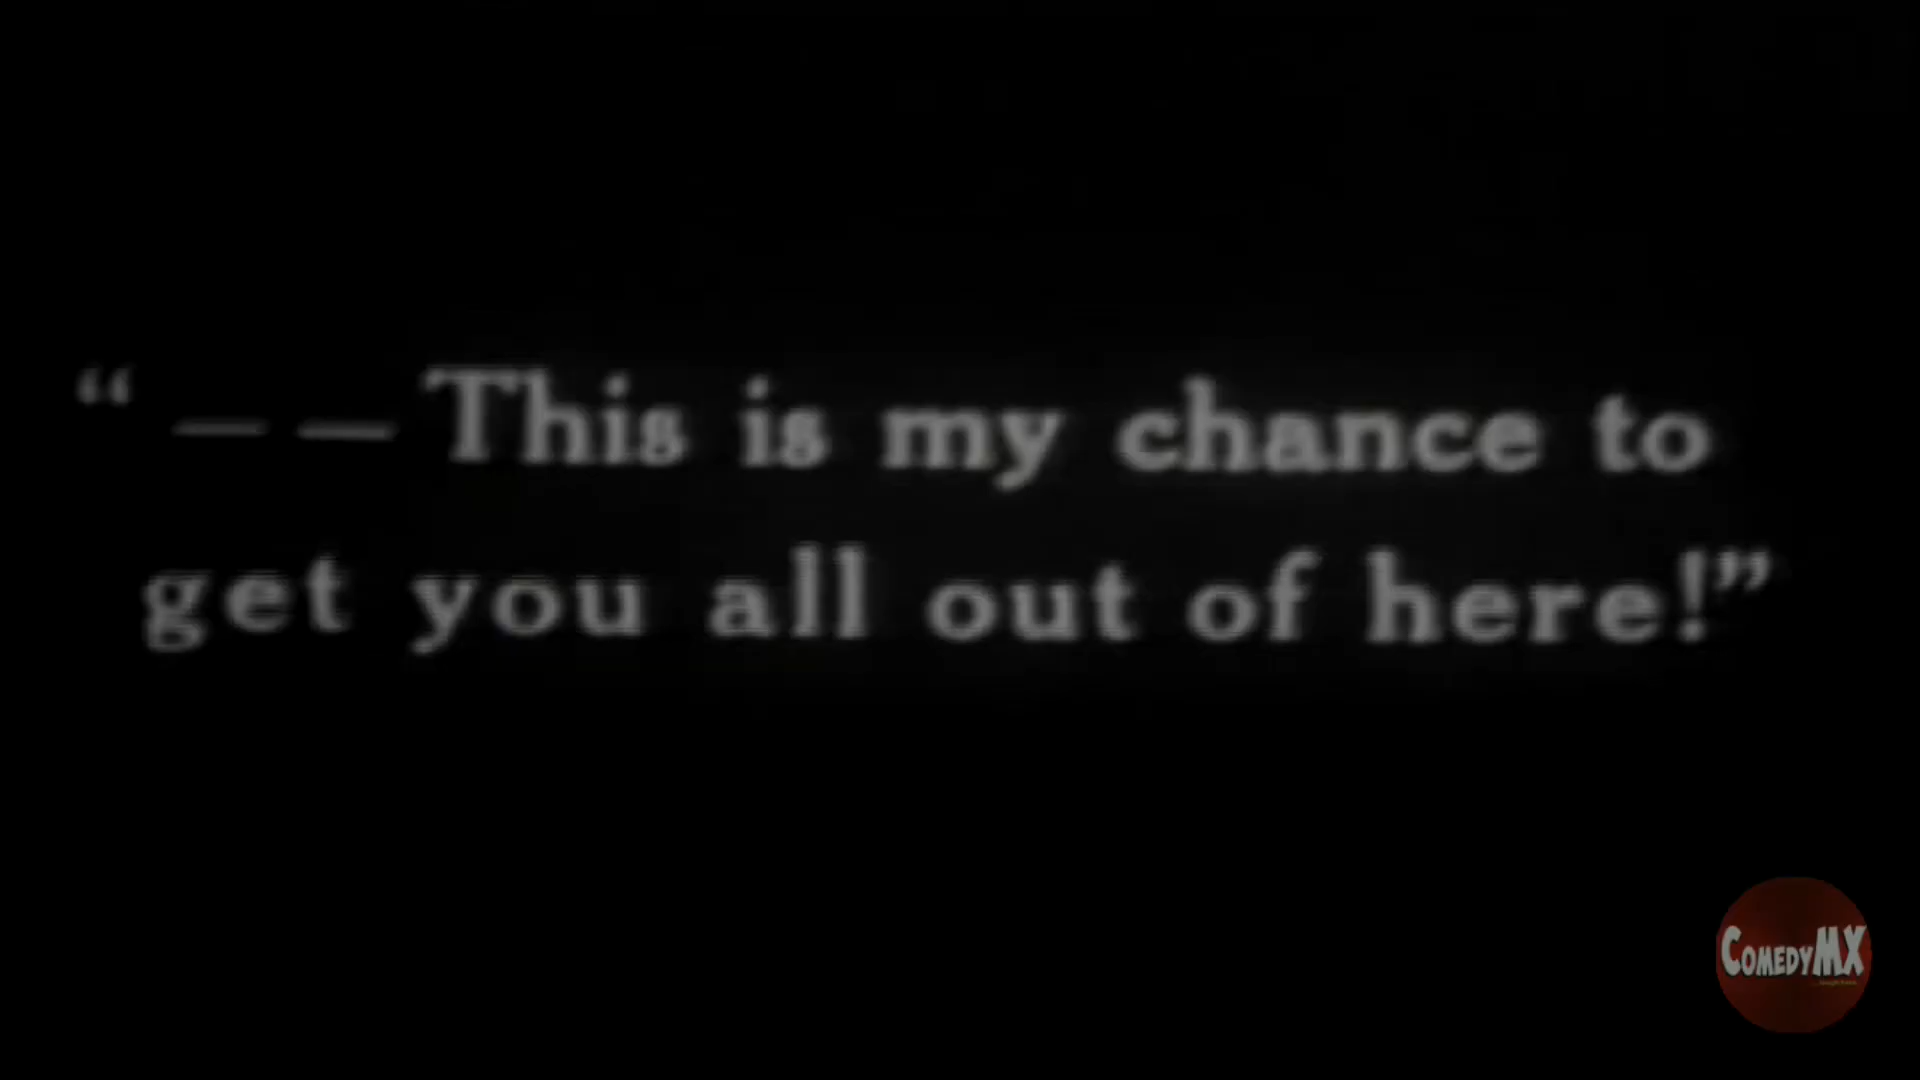 “ — — This is my chance to
get you all out of here!”
COMEDYMX